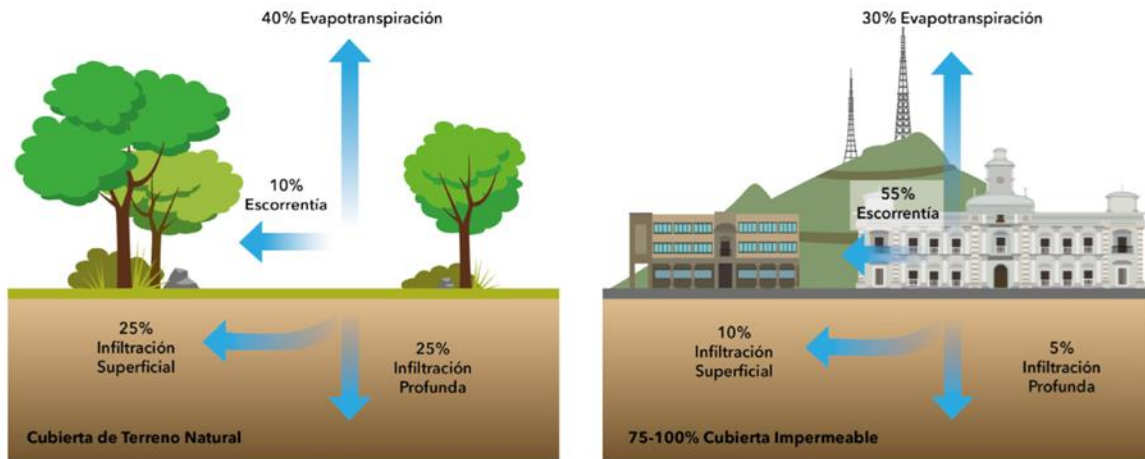 40% Evapotranspiración
10%
Escorrentía
25%
Infiltración
Superficial
25%
Infiltración
Profunda
Cubierta de Terreno Natural
30% Evapotranspiración
55%
Escorrentía
10%
Infiltración
Superficial
5%
Infiltración
Profunda
75-100% Cubierta Impermeable